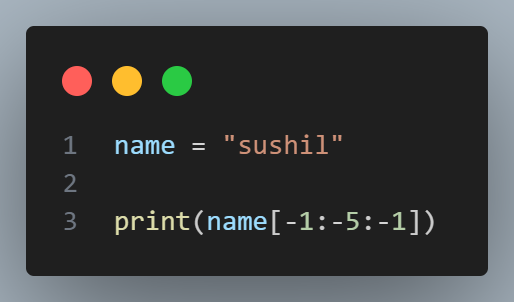 1 name = "sushil"
2
3 print(name[-1:-5:-1])